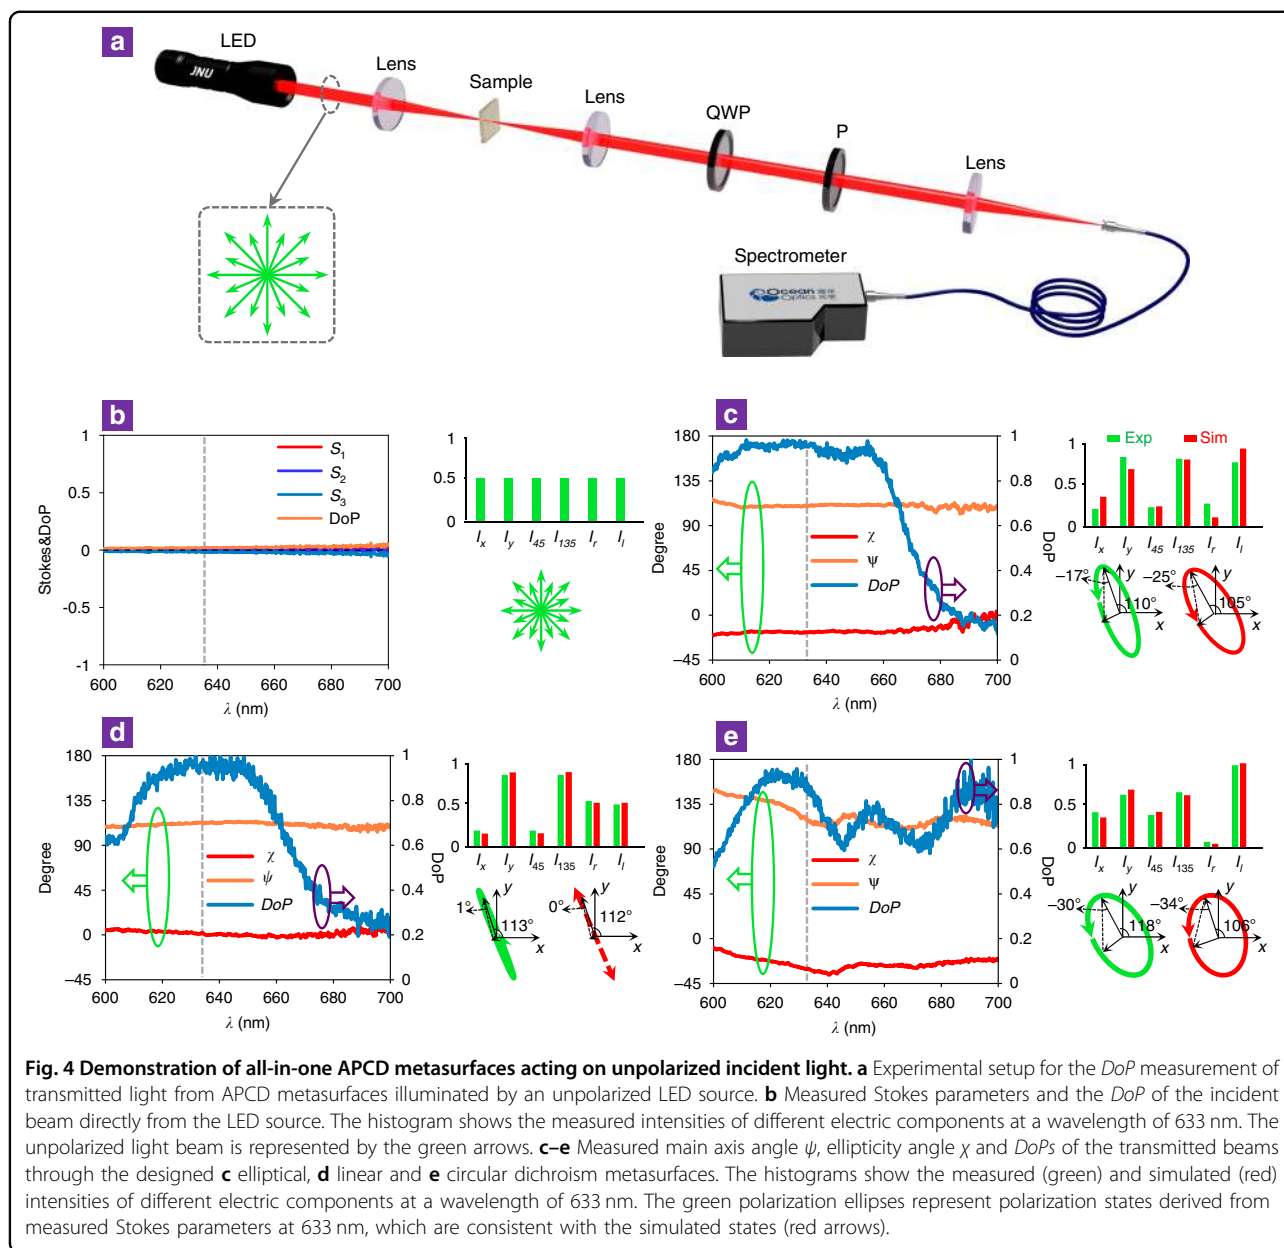 a
LED
JNU
Lens
Sample
Lens
QWP
P
Lens
Spectrometer
Ocean
Optics
b
Stokes&DoP
1
0.5
0
-0.5
-1
S1
S2
S3
DoP
600 620 640 660 680 700
λ (nm)
1
0.5
0
Ix Iy I45 I135 Ir Il
c
Degree
180
135
90
45
0
–45
χ
ψ
DoP
1
0.8
0.6
0.4
0.2
0
DoP
600 620 640 660 680 700
λ (nm)
Exp Sim
1
0.5
0
Ix Iy I45 I135 Ir Il
–17° y 110° x
–25° y 105° x
d
Degree
180
135
90
45
0
–45
χ
ψ
DoP
1
0.8
0.6
0.4
0.2
0
DoP
600 620 640 660 680 700
λ (nm)
1
0.5
0
Ix Iy I45 I135 Ir Il
1° y 113° x
0° y 112° x
e
Degree
180
135
90
45
0
–45
χ
ψ
DoP
1
0.8
0.6
0.4
0.2
0
DoP
600 620 640 660 680 700
λ (nm)
1
0.5
0
Ix Iy I45 I135 Ir Il
–30° y 118° x
–34° y 106° x
Fig. 4 Demonstration of all-in-one APCD metasurfaces acting on unpolarized incident light. a Experimental setup for the DoP measurement of
transmitted light from APCD metasurfaces illuminated by an unpolarized LED source. b Measured Stokes parameters and the DoP of the incident
beam directly from the LED source. The histogram shows the measured intensities of different electric components at a wavelength of 633 nm. The
unpolarized light beam is represented by the green arrows. c–e Measured main axis angle ψ, ellipticity angle χ and DoPs of the transmitted beams
through the designed c elliptical, d linear and e circular dichroism metasurfaces. The histograms show the measured (green) and simulated (red)
intensities of different electric components at a wavelength of 633 nm. The green polarization ellipses represent polarization states derived from
measured Stokes parameters at 633 nm, which are consistent with the simulated states (red arrows).